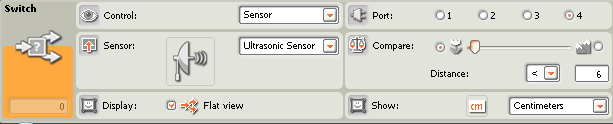 Switch
Control: Sensor
Port: 1 2 3 4
Sensor: Ultrasonic Sensor
Compare:
Distance: < 6
0
Display: Flat view
Show: cm Centimeters